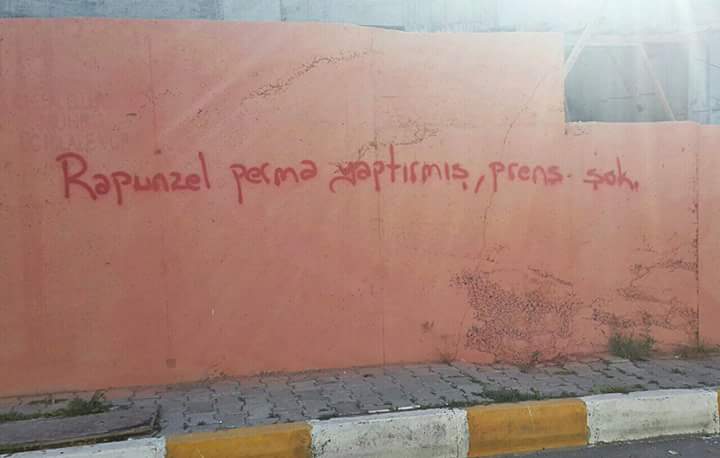 Rapunzel perma yaptırmış, prens. şok.